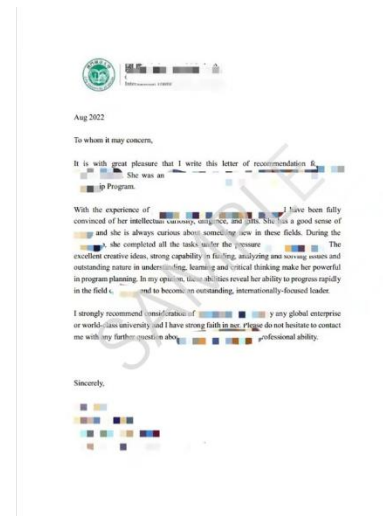 Aug 2022
To whom it may concern,
It is with great pleasure that I write this letter of recommendation
She was an
ip Program.
With the experience of I have been fully
convinced of her intellectual curiosity, diligence, and gifts. She has a good sense of
and she is always curious about something new in these fields. During the
she completed all the tasks under the pressure The
excellent creative ideas, strong capability in finding, analyzing and solving issues and
outstanding nature in understanding, learning and critical thinking make her powerful
in program planning. In my opinion, these abilities reveal her ability to progress rapidly
in the field and to become an outstanding, internationally-focused leader.
I strongly recommend consideration of y any global enterprise
or world-class university and I have strong faith in her. Please do not hesitate to contact
me with any further question abou rofessional ability.
Sincerely,
SAMPLE